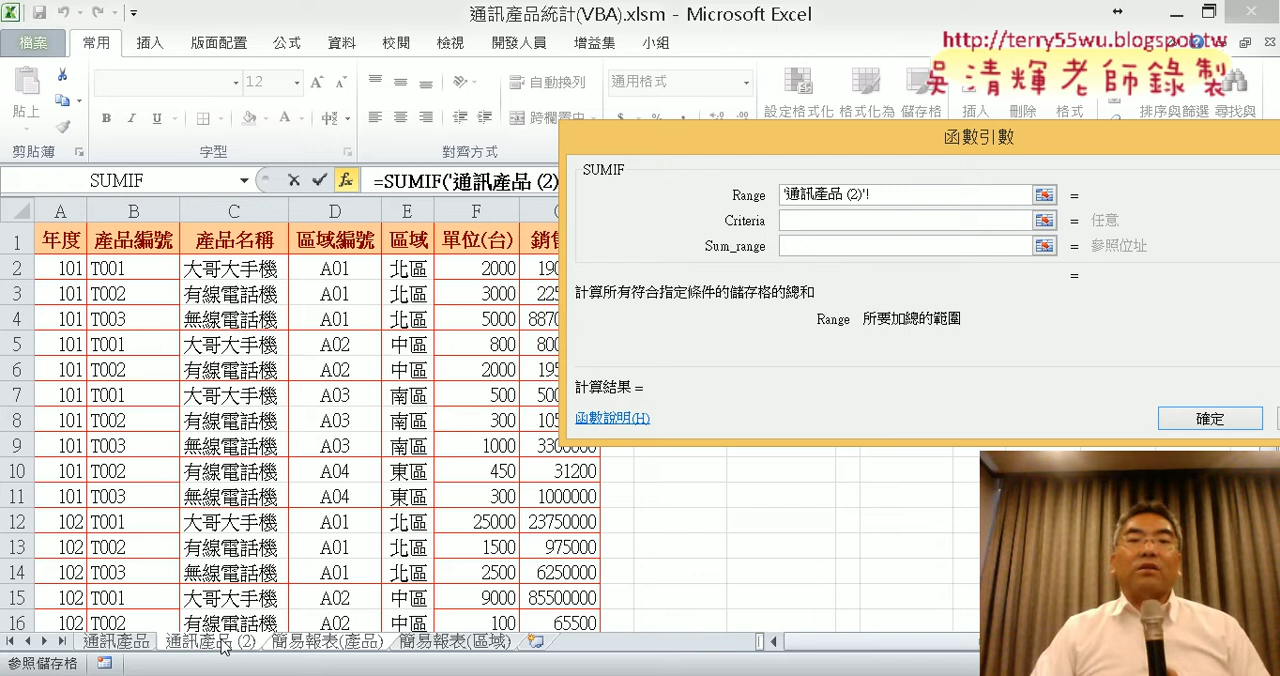 通訊產品統計(VBA).xlsm - Microsoft Excel
檔案 常用 插入 版面配置 公式 資料 校閱 檢視 開發人員 增益集 小組
http://terry55wu.blogspot.tw
吳清輝老師錄製
貼上 12 自動換列 通用格式
B I U A 中 跨欄置中 $ % 設定格式化 格式化為 儲存格 插入 刪除 格式 排序與篩選 尋找與
剪貼簿 字型 對齊方式
SUMIF fx =SUMIF('通訊產品 (2)
A B C D E F
1 年度 產品編號 產品名稱 區域編號 區域 單位(台) 銷售
2 101 T001 大哥大手機 A01 北區 2000 190
3 101 T002 有線電話機 A01 北區 3000 225
4 101 T003 無線電話機 A01 北區 5000 8870
5 101 T001 大哥大手機 A02 中區 800 800
6 101 T002 有線電話機 A02 中區 2000 195
7 101 T001 大哥大手機 A03 南區 500 500
8 101 T002 有線電話機 A03 南區 300 105
9 101 T003 無線電話機 A03 南區 1000 3300000
10 101 T002 有線電話機 A04 東區 450 31200
11 101 T003 無線電話機 A04 東區 300 1000000
12 102 T001 大哥大手機 A01 北區 25000 23750000
13 102 T002 有線電話機 A01 北區 1500 975000
14 102 T003 無線電話機 A01 北區 2500 6250000
15 102 T001 大哥大手機 A02 中區 9000 85500000
16 102 T002 有線電話機 A02 中區 100 65500
函數引數
SUMIF
Range '通訊產品 (2)'! =
Criteria = 任意
Sum_range = 參照位址
=
計算所有符合指定條件的儲存格的總和
Range 所要加總的範圍
計算結果 =
函數說明(H)
確定
通訊產品 通訊產品 (2) 簡易報表(產品) 簡易報表(區域)
參照儲存格